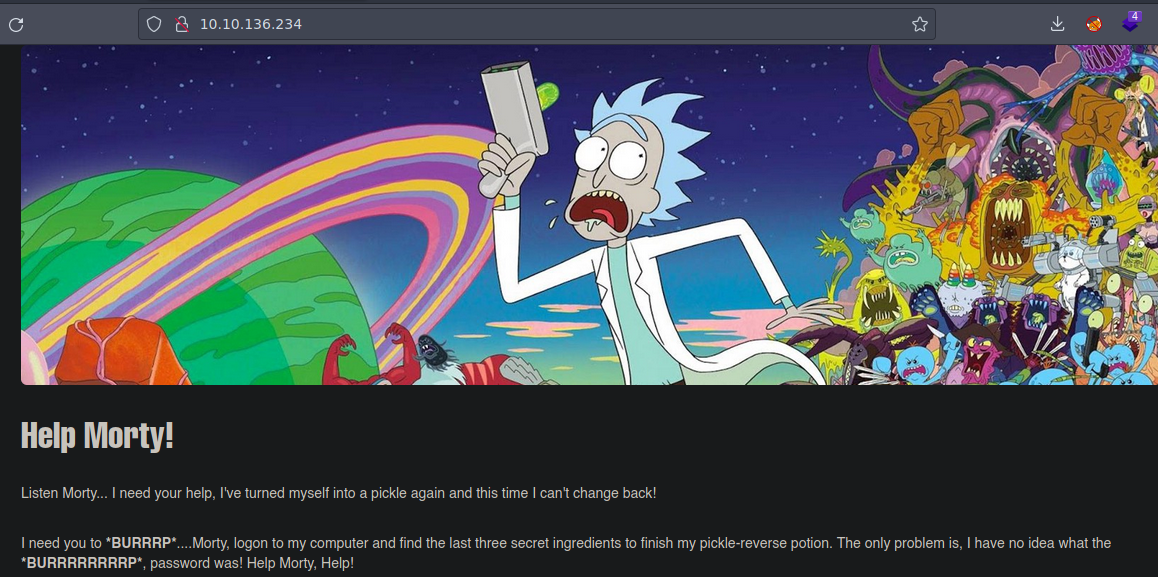 10.10.136.234
4
Help Morty!
Listen Morty... I need your help, I've turned myself into a pickle again and this time I can't change back!
I need you to *BURRRP*....Morty, logon to my computer and find the last three secret ingredients to finish my pickle-reverse potion. The only problem is, I have no idea what the
*BURRRRRRRRP*, password was! Help Morty, Help!